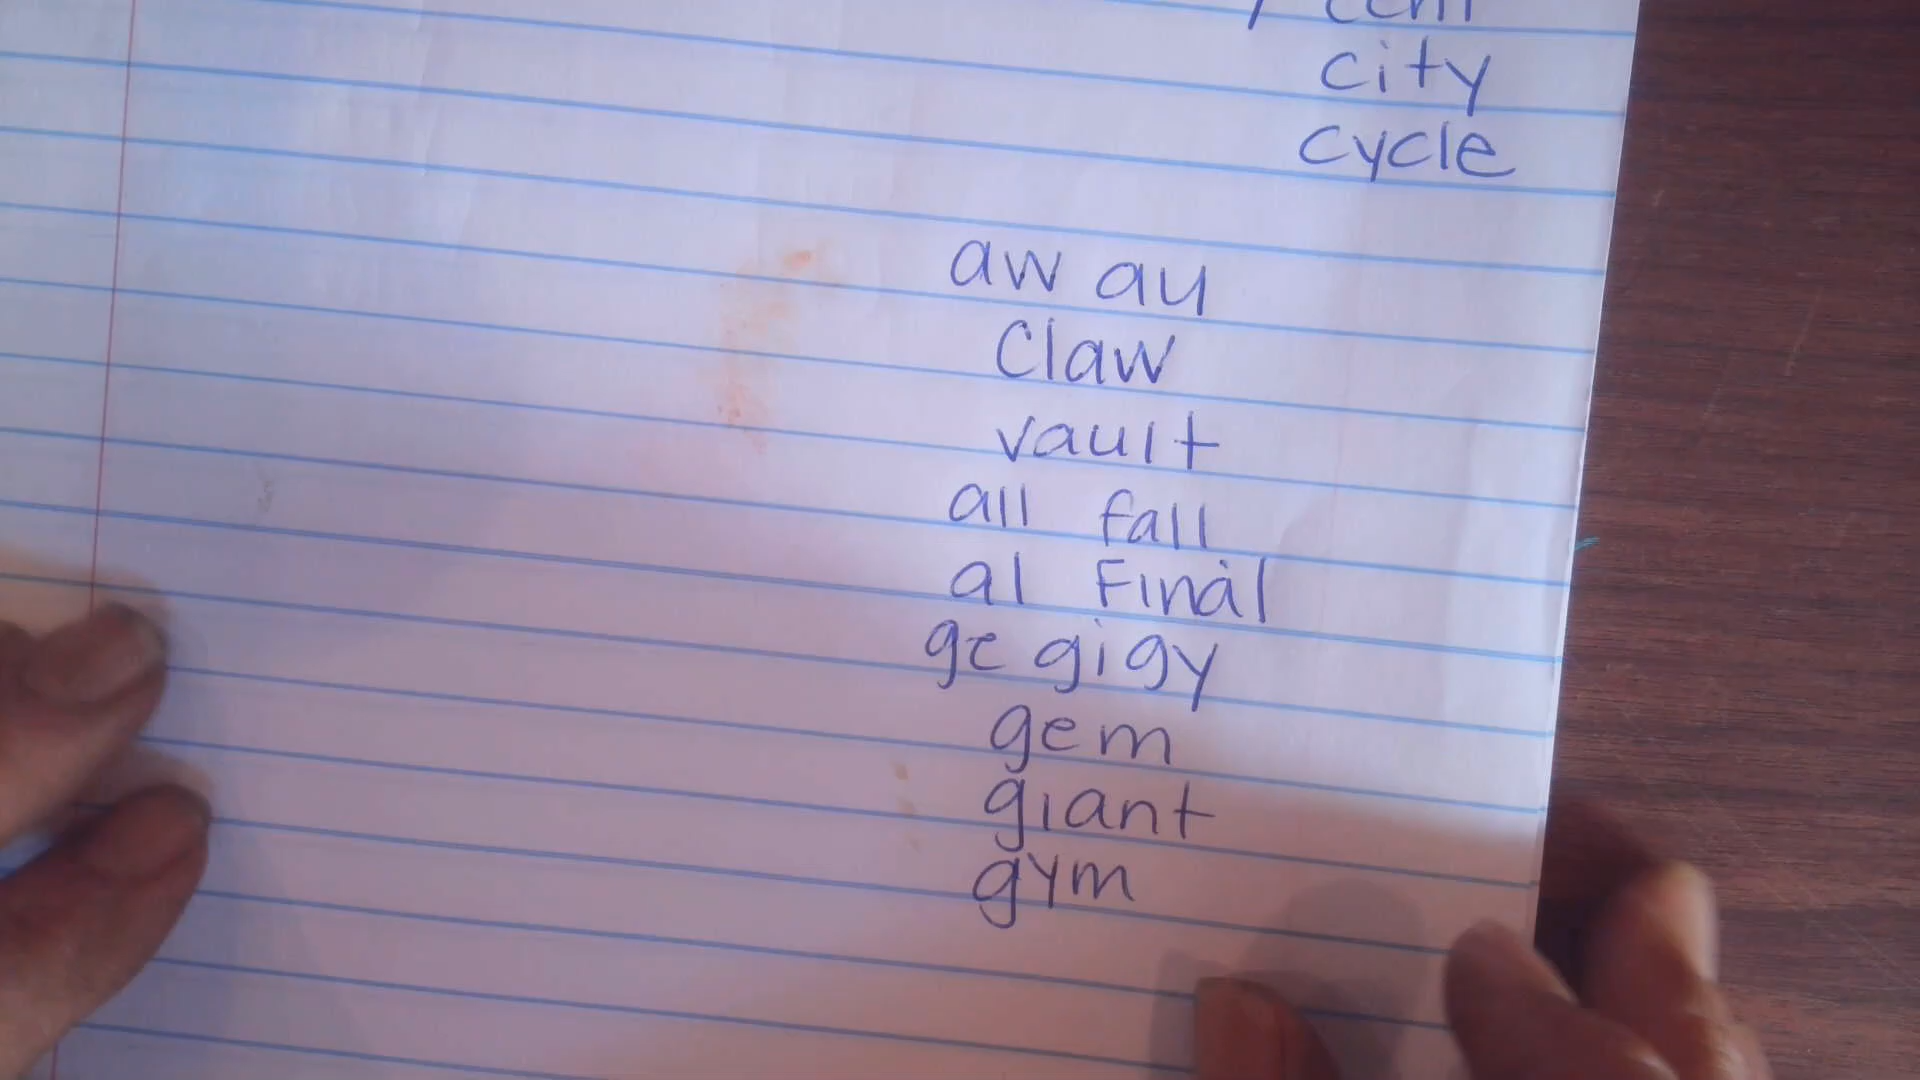 city
cycle
aw au
claw
vault
all fall
al Final
ge gi gy
gem
giant
gym